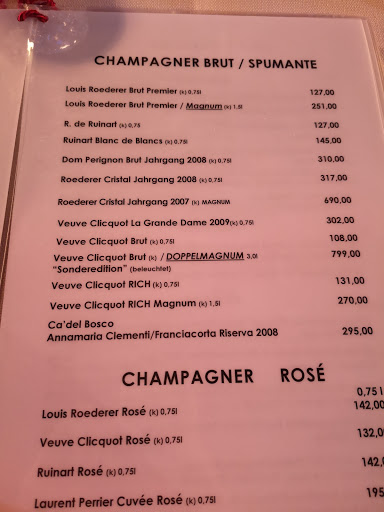 CHAMPAGNER BRUT / SPUMANTE
Louis Roederer Brut Premier (k) 0,75l 127,00
Louis Roederer Brut Premier / Magnum (k) 1,5l 251,00
R. de Ruinart (k) 0,75 127,00
Ruinart Blanc de Blancs (k) 0,75l 145,00
Dom Perignon Brut Jahrgang 2008 (k) 0,75l 310,00
Roederer Cristal Jahrgang 2008 (k) 0,75l 317,00
Roederer Cristal Jahrgang 2007 (k) MAGNUM 690,00
Veuve Clicquot La Grande Dame 2009(k)0,75l 302,00
Veuve Clicquot Brut (k) 0,75l 108,00
Veuve Clicquot Brut (k) / DOPPELMAGNUM 3,0l 799,00
"Sonderedition" (beleuchtet)
Veuve Clicquot RICH (k) 0,75l 131,00
Veuve Clicquot RICH Magnum (k) 1,5l 270,00
Ca'del Bosco
Annamaria Clementi/Franciacorta Riserva 2008 295,00
CHAMPAGNER ROSÉ
0,75l
Louis Roederer Rosé (k) 0,75l 142,00
Veuve Clicquot Rosé (k) 0,75l 132,0
Ruinart Rosé (k) 0,75l 142,
Laurent Perrier Cuvée Rosé (k) 0,75l 195